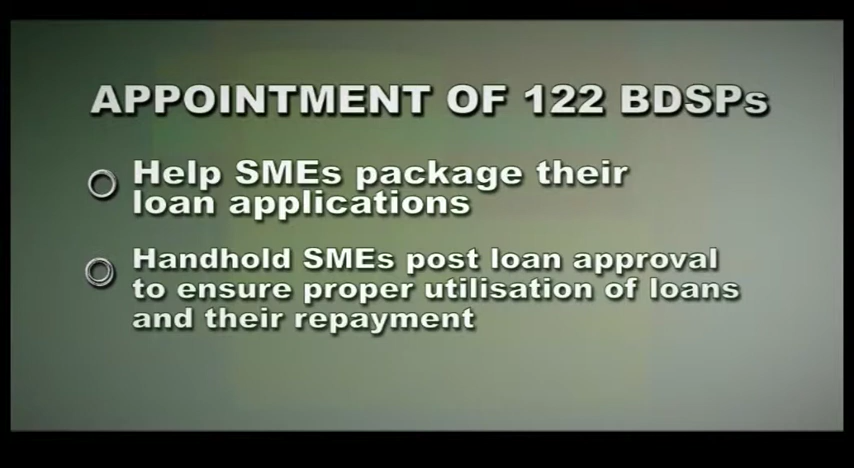 APPOINTMENT OF 122 BDSPs
Help SMEs package their
loan applications
Handhold SMEs post loan approval
to ensure proper utilisation of loans
and their repayment